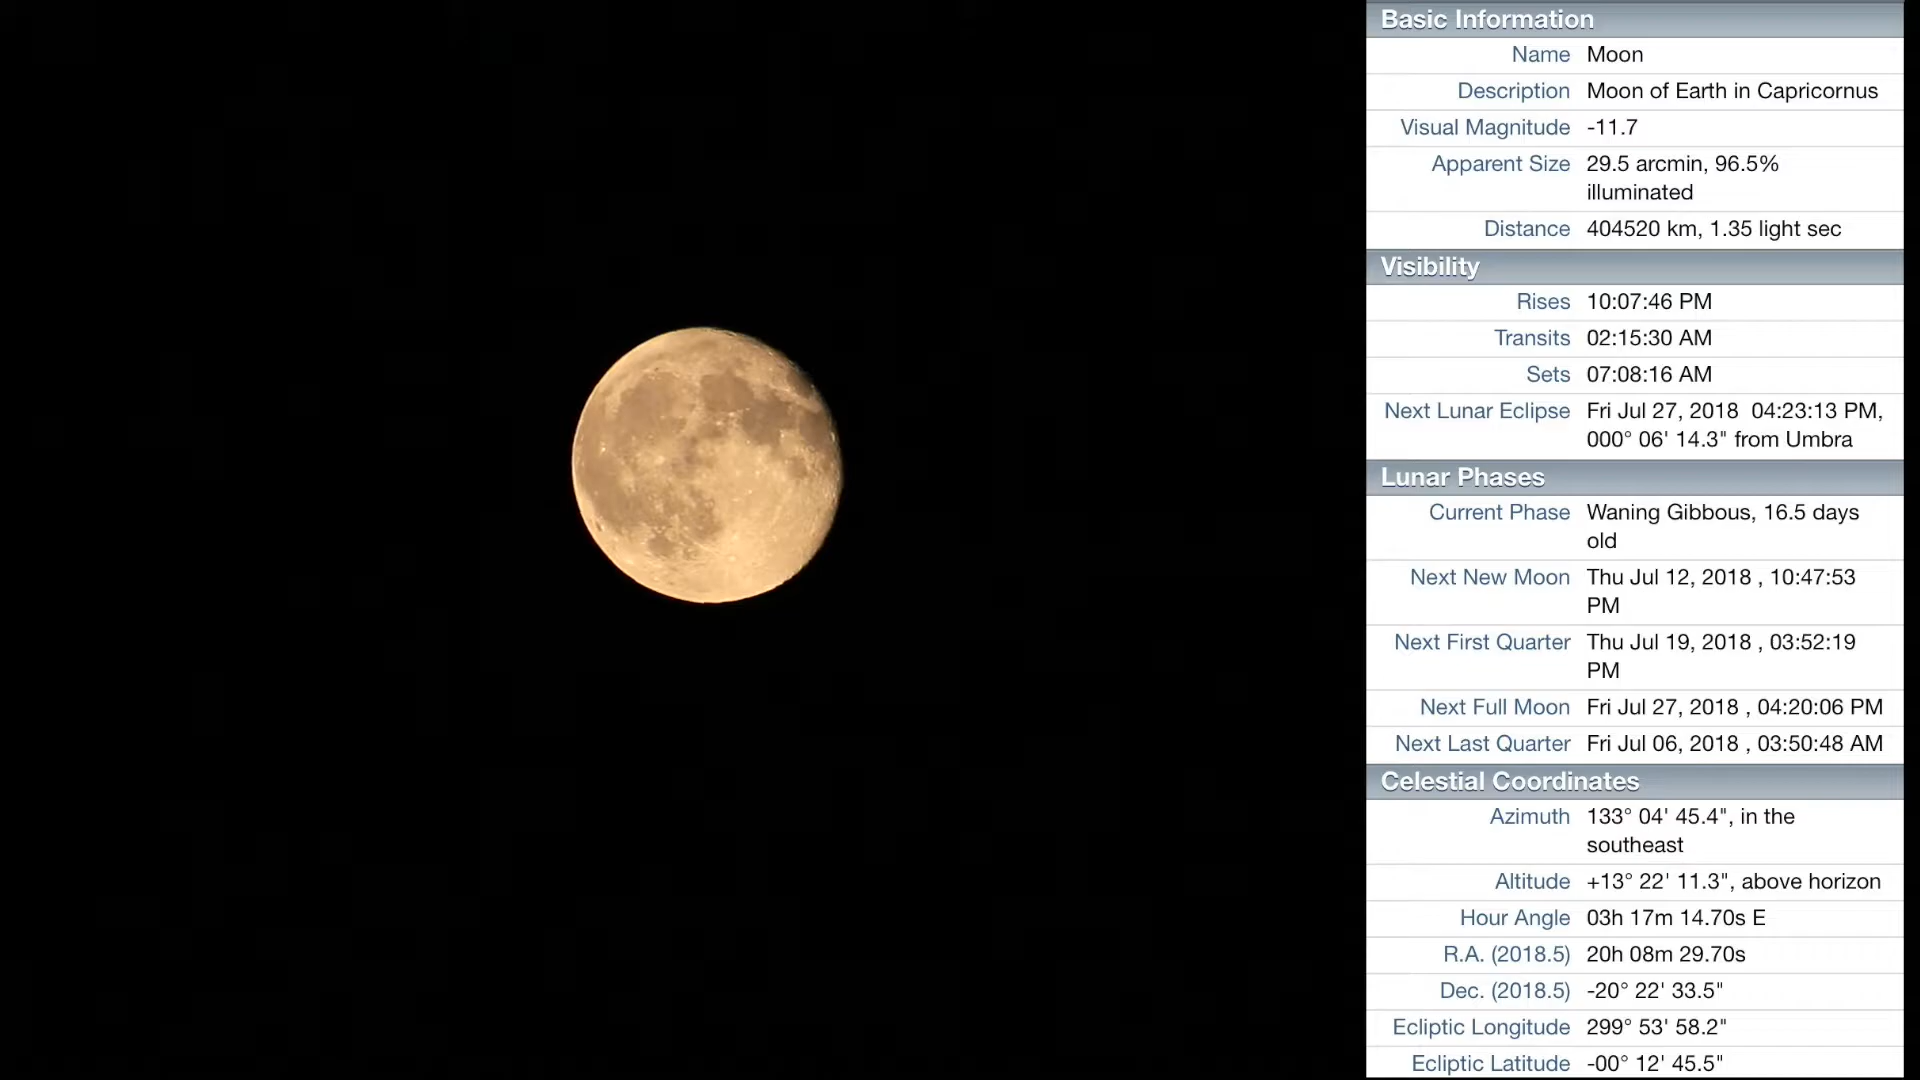 Basic Information
Name Moon
Description Moon of Earth in Capricornus
Visual Magnitude -11.7
Apparent Size 29.5 arcmin, 96.5%
illuminated
Distance 404520 km, 1.35 light sec
Visibility
Rises 10:07:46 PM
Transits 02:15:30 AM
Sets 07:08:16 AM
Next Lunar Eclipse Fri Jul 27, 2018  04:23:13 PM,
000° 06' 14.3" from Umbra
Lunar Phases
Current Phase Waning Gibbous, 16.5 days
old
Next New Moon Thu Jul 12, 2018 , 10:47:53
PM
Next First Quarter Thu Jul 19, 2018 , 03:52:19
PM
Next Full Moon Fri Jul 27, 2018 , 04:20:06 PM
Next Last Quarter Fri Jul 06, 2018 , 03:50:48 AM
Celestial Coordinates
Azimuth 133° 04' 45.4", in the
southeast
Altitude +13° 22' 11.3", above horizon
Hour Angle 03h 17m 14.70s E
R.A. (2018.5) 20h 08m 29.70s
Dec. (2018.5) -20° 22' 33.5"
Ecliptic Longitude 299° 53' 58.2"
Ecliptic Latitude -00° 12' 45.5"